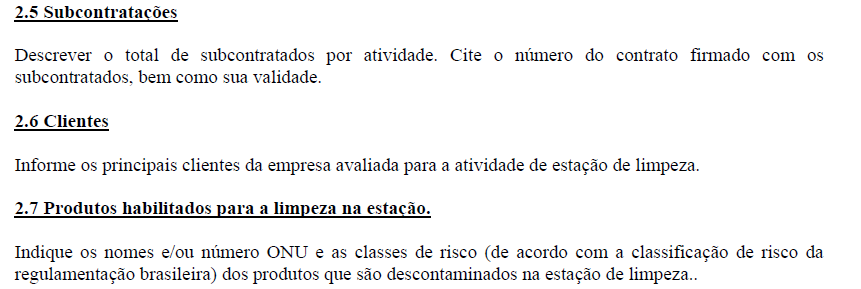 2.5 Subcontratações
Descrever o total de subcontratados por atividade. Cite o número do contrato firmado com os
subcontratados, bem como sua validade.
2.6 Clientes
Informe os principais clientes da empresa avaliada para a atividade de estação de limpeza.
2.7 Produtos habilitados para a limpeza na estação.
Indique os nomes e/ou número ONU e as classes de risco (de acordo com a classificação de risco da
regulamentação brasileira) dos produtos que são descontaminados na estação de limpeza..